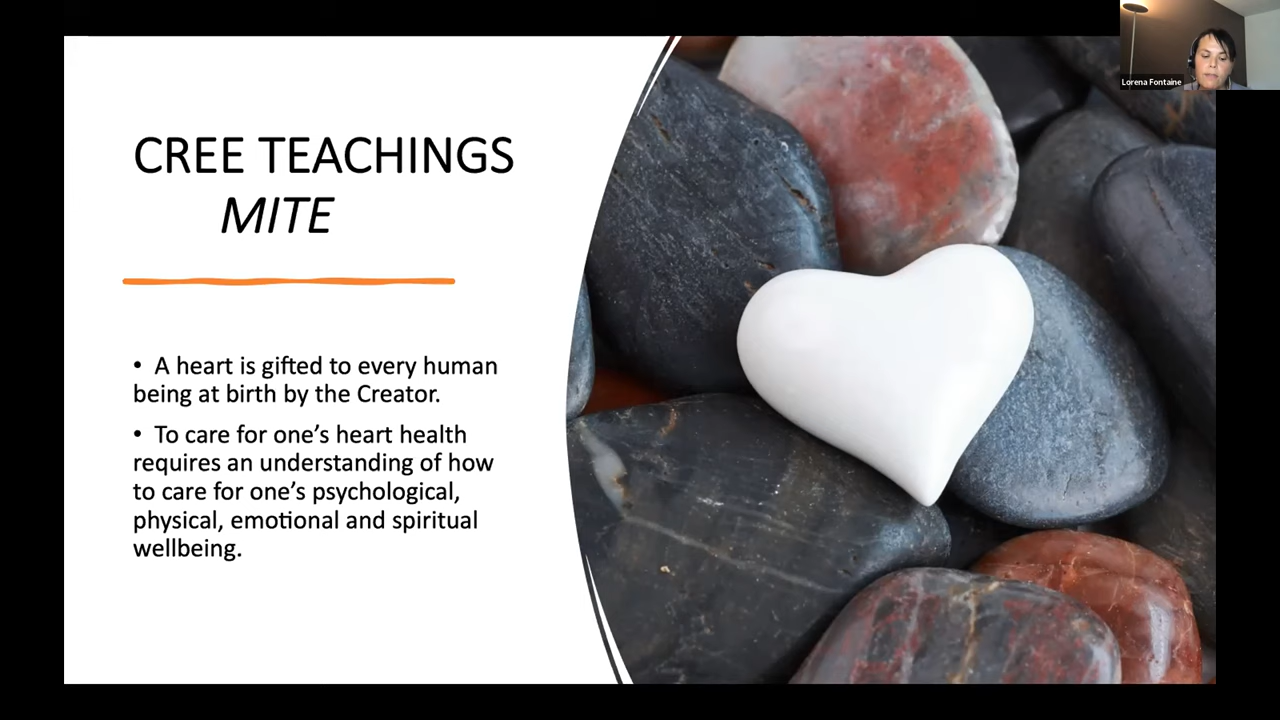 CREE TEACHINGS
MITE
• A heart is gifted to every human
being at birth by the Creator.
• To care for one’s heart health
requires an understanding of how
to care for one’s psychological,
physical, emotional and spiritual
wellbeing.
Lorena Fontaine